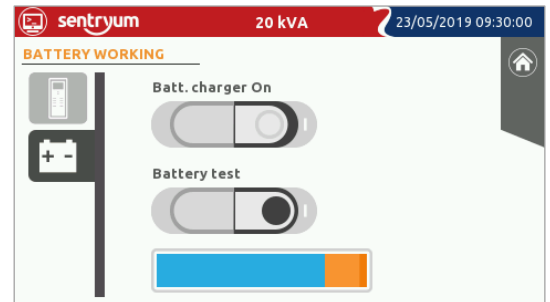 sentryum 20 kVA 23/05/2019 09:30:00
BATTERY WORKING
Batt. charger On
+ -
Battery test